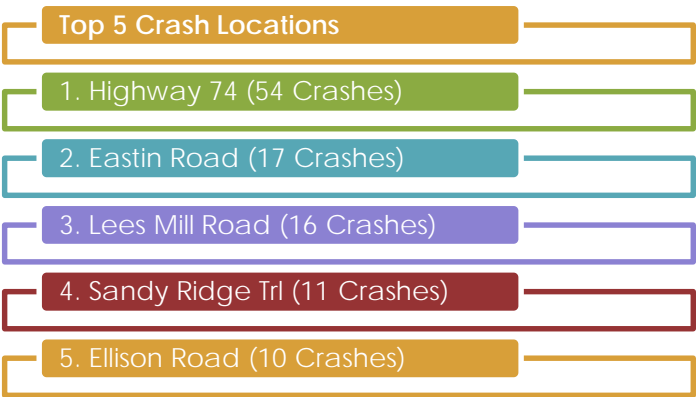 Top 5 Crash Locations
1. Highway 74 (54 Crashes)
2. Eastin Road (17 Crashes)
3. Lees Mill Road (16 Crashes)
4. Sandy Ridge Trl (11 Crashes)
5. Ellison Road (10 Crashes)